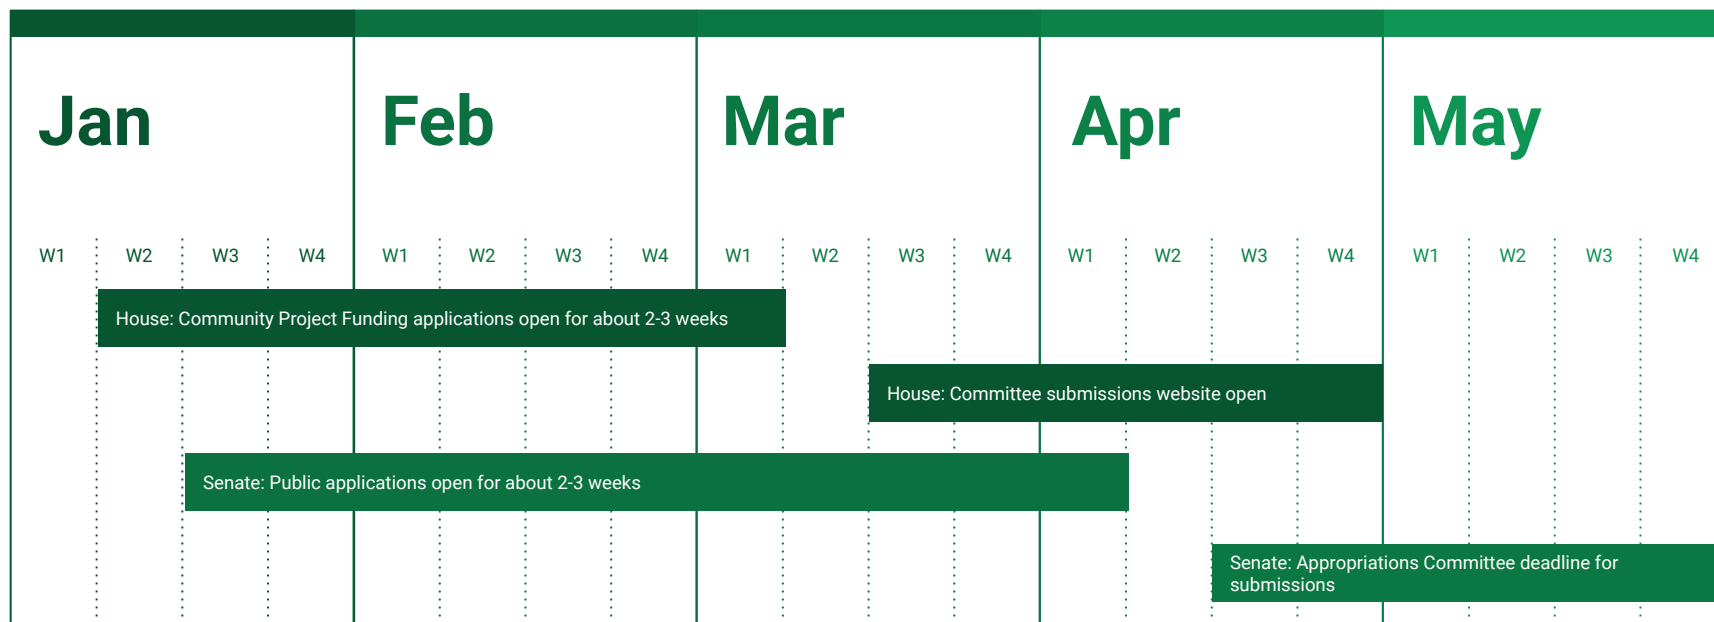 Jan Feb Mar Apr May
W1 W2 W3 W4 W1 W2 W3 W4 W1 W2 W3 W4 W1 W2 W3 W4 W1 W2 W3 W4
House: Community Project Funding applications open for about 2-3 weeks
House: Committee submissions website open
Senate: Public applications open for about 2-3 weeks
Senate: Appropriations Committee deadline for
submissions